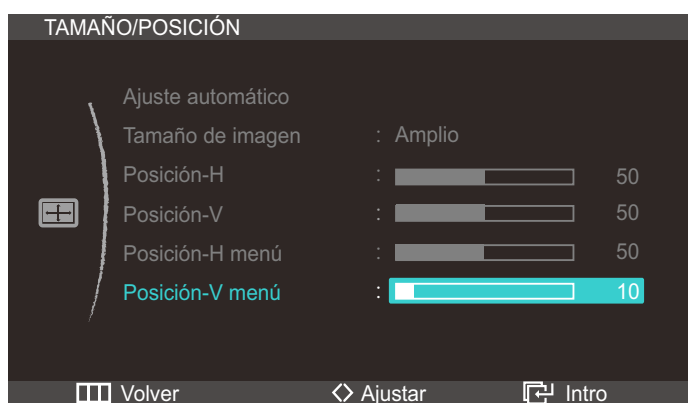 TAMAÑO/POSICIÓN
Ajuste automático
Tamaño de imagen : Amplio
Posición-H : 50
Posición-V : 50
Posición-H menú : 50
Posición-V menú : 10
Volver Ajustar Intro